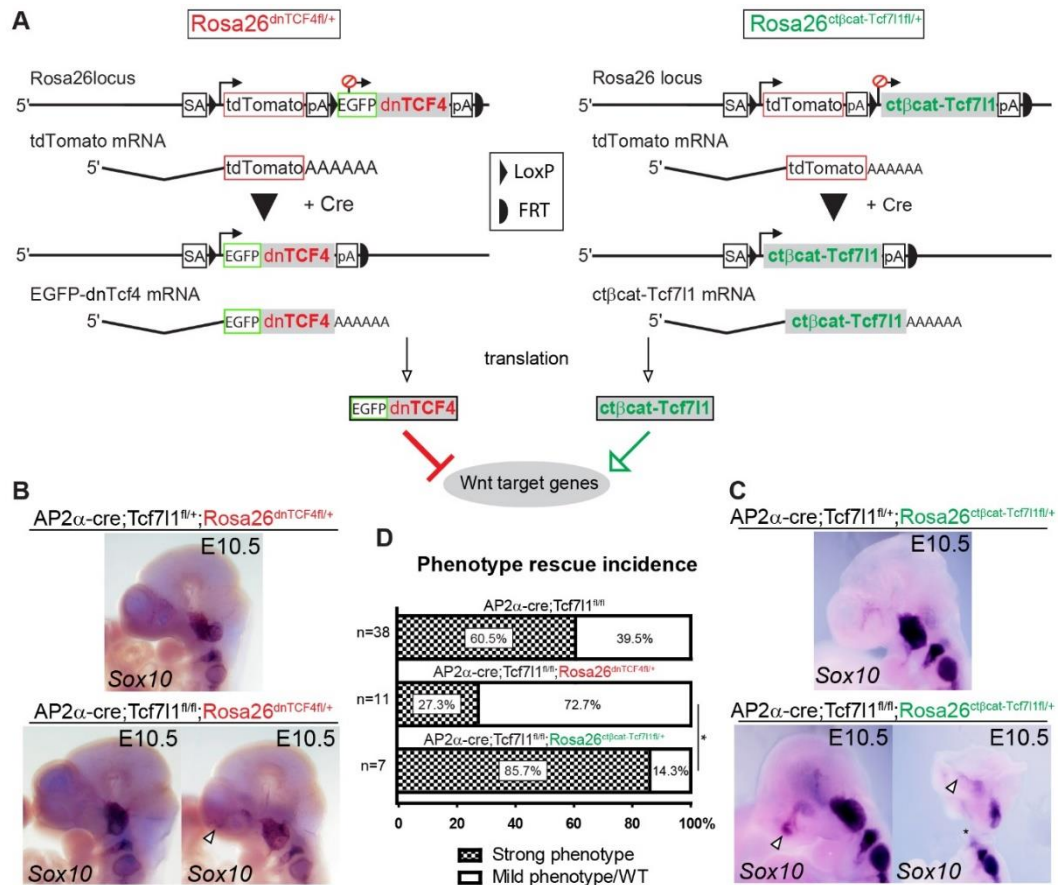 A
Rosa26dnTCF4fl/+
Rosa26ctβcat-Tcf7l1fl/+
Rosa26locus
5' SA tdTomato pA EGFP dnTCF4 pA
tdTomato mRNA
5' tdTomato AAAAAA
+ Cre
5' SA EGFP dnTCF4 pA
EGFP-dnTcf4 mRNA
5' EGFP dnTCF4 AAAAAA
LoxP
FRT
Rosa26 locus
5' SA tdTomato pA ctβcat-Tcf7l1 pA
tdTomato mRNA
5' tdTomato AAAAAA
+ Cre
5' SA ctβcat-Tcf7l1 pA
ctβcat-Tcf7l1 mRNA
5' ctβcat-Tcf7l1 AAAAAA
translation
EGFP dnTCF4
ctβcat-Tcf7l1
Wnt target genes
B
AP2α-cre;Tcf7l1fl/+;Rosa26dnTCF4fl/+
E10.5
Sox10
AP2α-cre;Tcf7l1fl/fl;Rosa26dnTCF4fl/+
E10.5 E10.5
Sox10 Sox10
D
Phenotype rescue incidence
AP2α-cre;Tcf7l1fl/fl
n=38 60.5% 39.5%
AP2α-cre;Tcf7l1fl/fl;Rosa26dnTCF4fl/+
n=11 27.3% 72.7%
*
AP2α-cre;Tcf7l1fl/fl;Rosa26ctβcat-Tcf7l1fl/+
n=7 85.7% 14.3%
0 20 40 60 80 100%
Strong phenotype
Mild phenotype/WT
C
AP2α-cre;Tcf7l1fl/+;Rosa26ctβcat-Tcf7l1fl/+
E10.5
Sox10
AP2α-cre;Tcf7l1fl/fl;Rosa26ctβcat-Tcf7l1fl/+
E10.5 E10.5
*
Sox10 Sox10